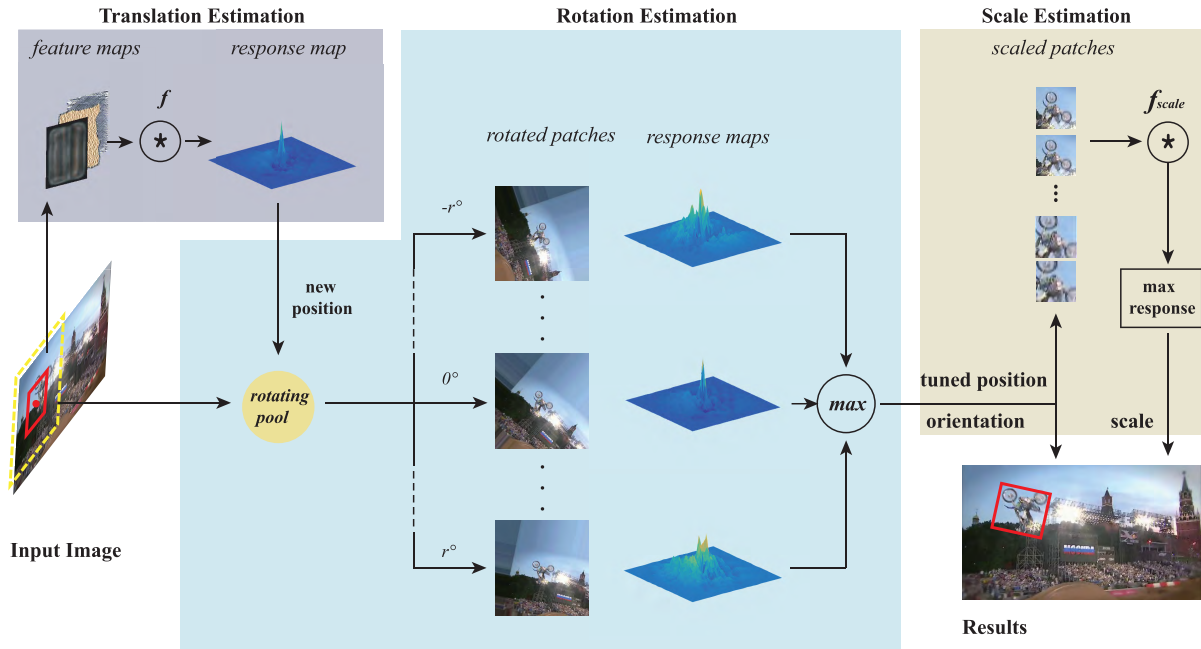 Translation Estimation
Rotation Estimation
Scale Estimation
feature maps
response map
f
*
new
position
rotating
pool
Input Image
rotated patches
response maps
-r°
0°
r°
max
scaled patches
f scale
*
max
response
tuned position
orientation
scale
Results